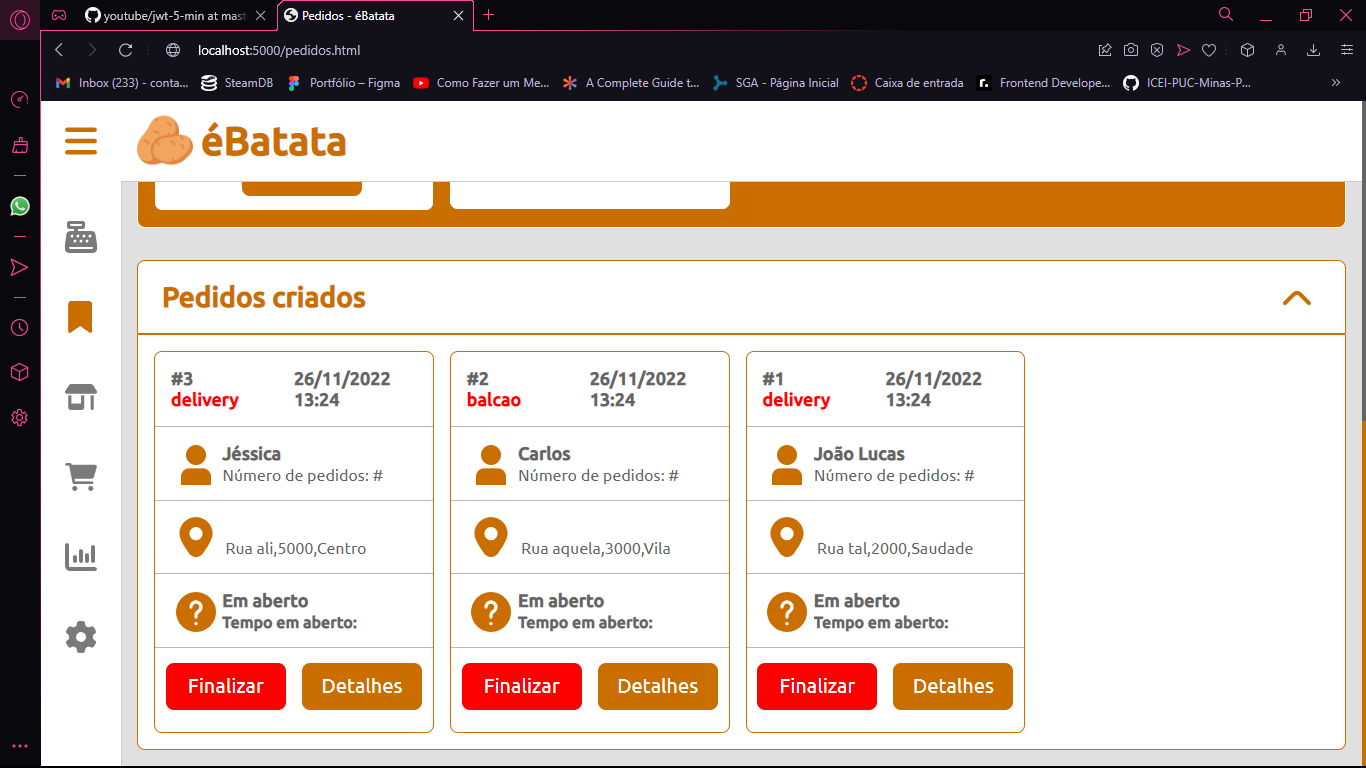 youtube/jwt-5-min at mast
Pedidos - éBatata
localhost:5000/pedidos.html
Inbox (233) - conta...
SteamDB
Portfólio – Figma
Como Fazer um Me...
A Complete Guide t...
SGA - Página Inicial
Caixa de entrada
Frontend Develope...
ICEI-PUC-Minas-P...
éBatata
Pedidos criados
#3
delivery
26/11/2022
13:24
Jéssica
Número de pedidos: #
Rua ali,5000,Centro
Em aberto
Tempo em aberto:
Finalizar
Detalhes
#2
balcao
26/11/2022
13:24
Carlos
Número de pedidos: #
Rua aquela,3000,Vila
Em aberto
Tempo em aberto:
Finalizar
Detalhes
#1
delivery
26/11/2022
13:24
João Lucas
Número de pedidos: #
Rua tal,2000,Saudade
Em aberto
Tempo em aberto:
Finalizar
Detalhes